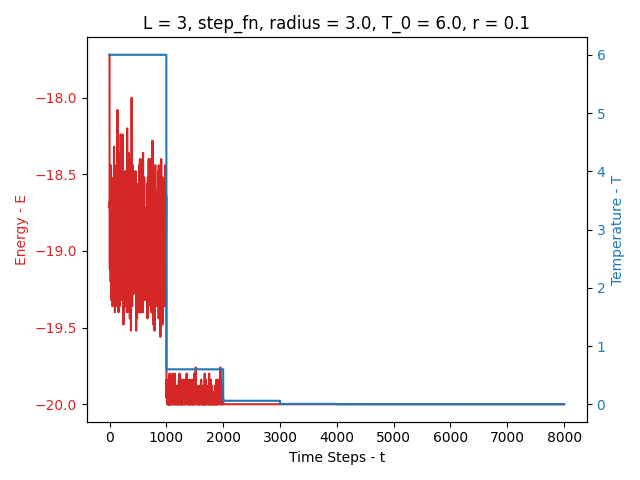 L = 3, step_fn, radius = 3.0, T_0 = 6.0, r = 0.1
−18.0
−18.5
−19.0
−19.5
−20.0
Energy - E
6
5
4
3
2
1
0
Temperature - T
0 1000 2000 3000 4000 5000 6000 7000 8000
Time Steps - t